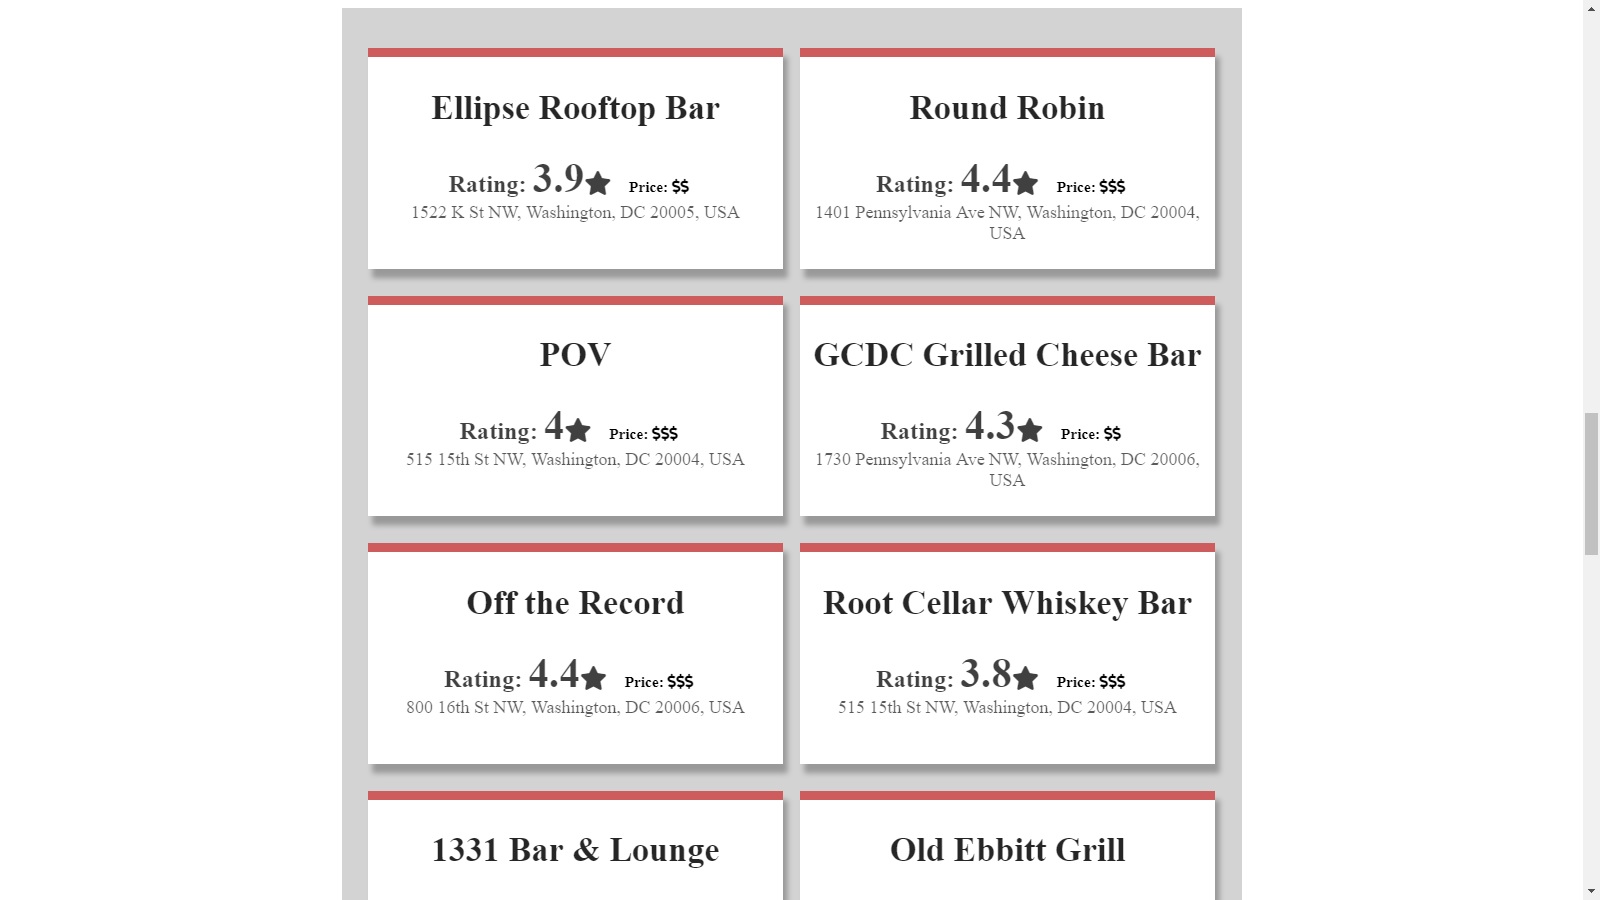 Ellipse Rooftop Bar
Rating: 3.9 Price: $$
1522 K St NW, Washington, DC 20005, USA
Round Robin
Rating: 4.4 Price: $$$
1401 Pennsylvania Ave NW, Washington, DC 20004,
USA
POV
Rating: 4 Price: $$$
515 15th St NW, Washington, DC 20004, USA
GCDC Grilled Cheese Bar
Rating: 4.3 Price: $$
1730 Pennsylvania Ave NW, Washington, DC 20006,
USA
Off the Record
Rating: 4.4 Price: $$$
800 16th St NW, Washington, DC 20006, USA
Root Cellar Whiskey Bar
Rating: 3.8 Price: $$$
515 15th St NW, Washington, DC 20004, USA
1331 Bar & Lounge
Old Ebbitt Grill